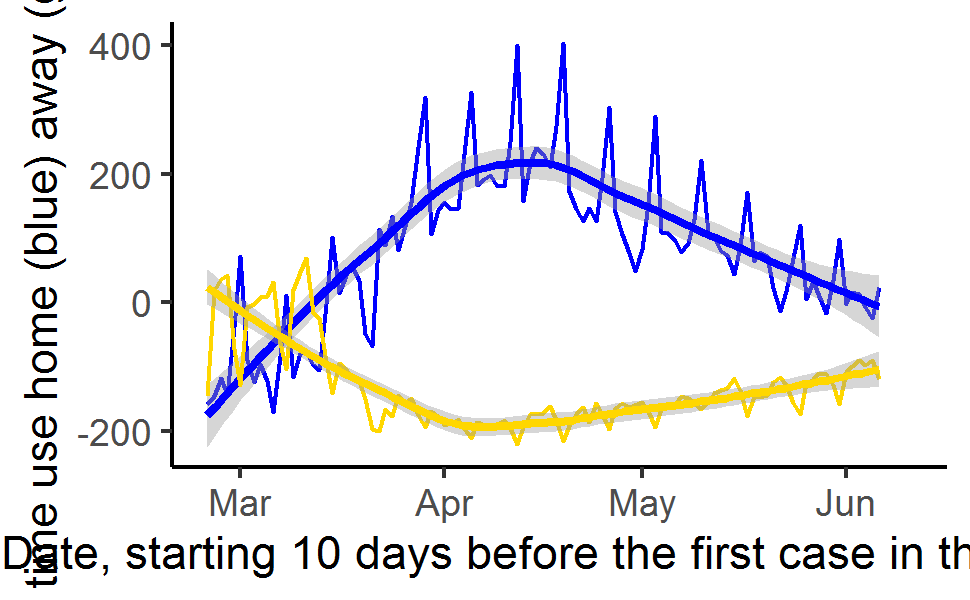 time use home (blue) away (
400
200
0
-200
Mar
Apr
May
Jun
Date, starting 10 days before the first case in th